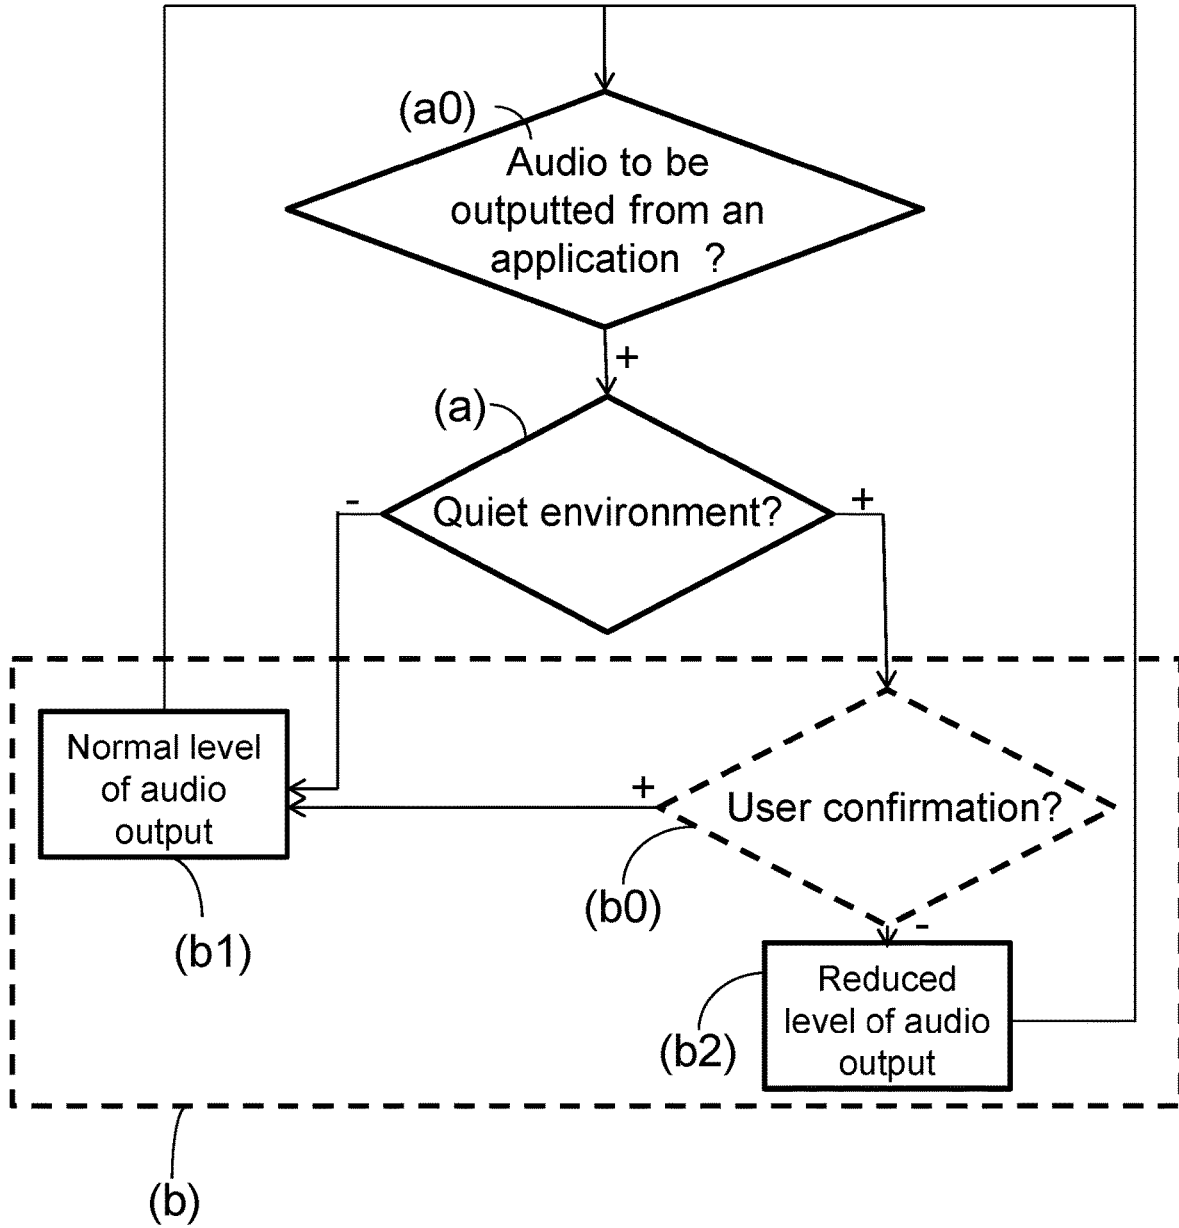 (a0)
Audio to be
outputted from an
application ?
+
(a)
- Quiet environment? +
Normal level
of audio
output
+
User confirmation?
(b0)
(b1)
-
Reduced
level of audio
output
(b2)
(b)